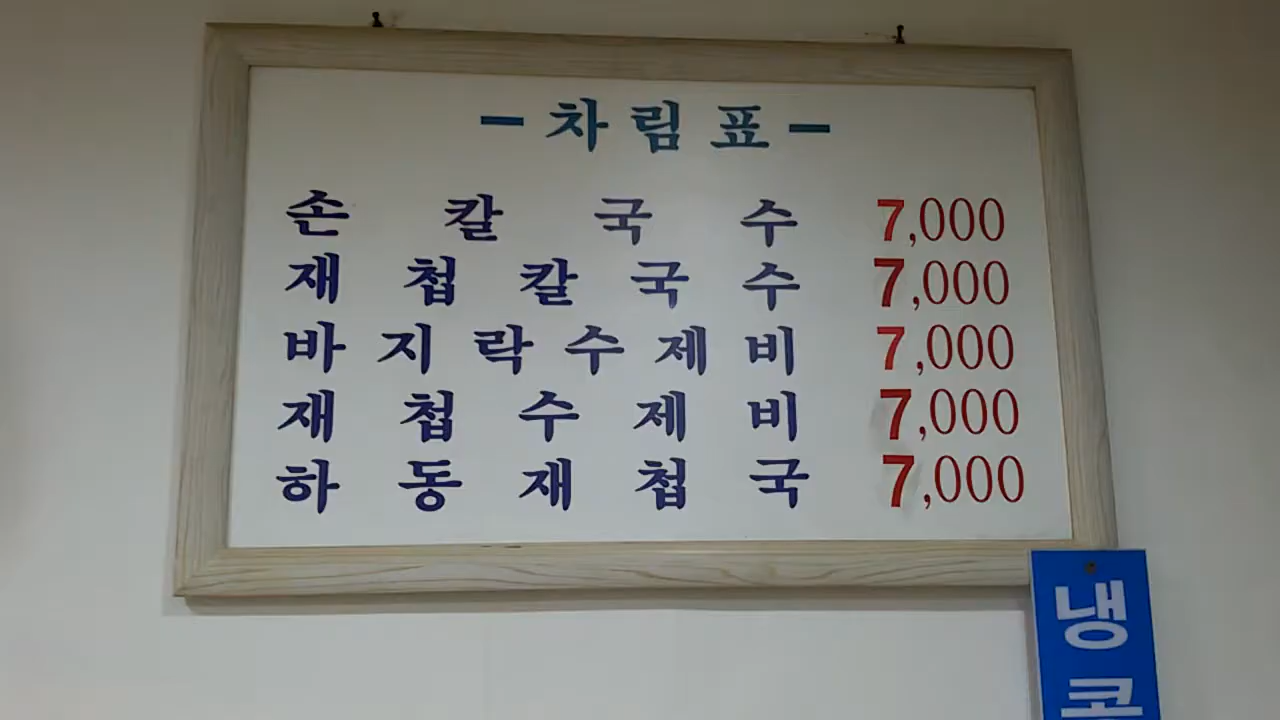 - 차림표 -
손칼국수 7,000
재첩칼국수 7,000
바지락수제비 7,000
재첩수제비 7,000
하동재첩국 7,000
냉
콩